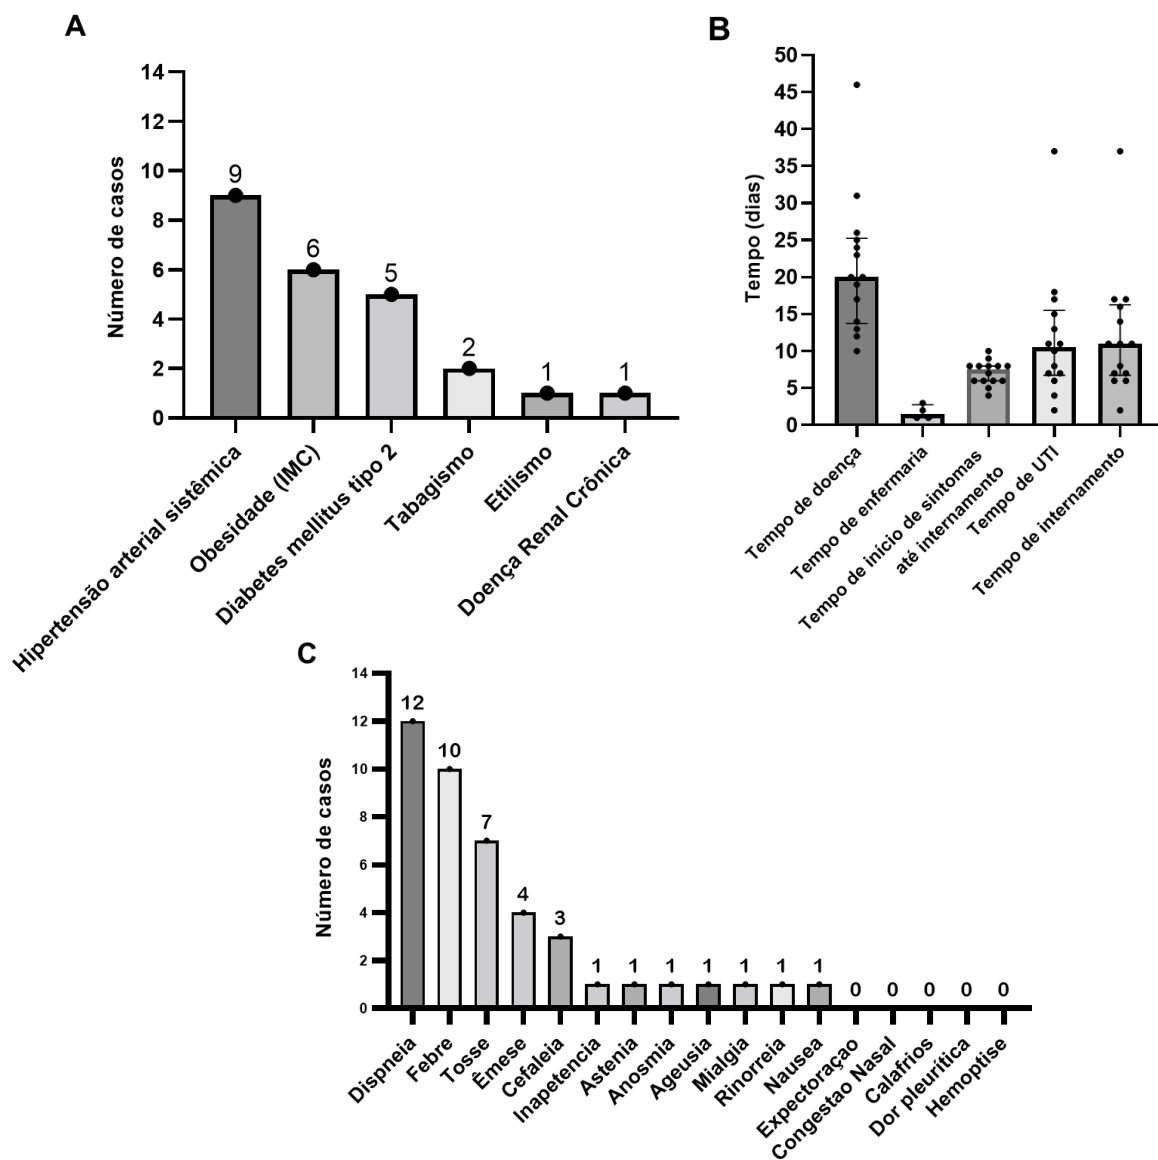 A
Número de casos
14
12
10
8
6
4
2
0
9
6
5
2
1
1
Hipertensão arterial sistêmica
Obesidade (IMC)
Diabetes mellitus tipo 2
Tabagismo
Etilismo
Doença Renal Crônica
B
Tempo (dias)
50
45
40
35
30
25
20
15
10
5
0
Tempo de doença
Tempo de enfermaria
Tempo de início de sintomas
até internamento
Tempo de UTI
Tempo de internamento
C
Número de casos
14
12
10
8
6
4
2
0
12
10
7
4
3
1
1
1
1
1
1
1
0
0
0
0
0
Dispneia
Febre
Tosse
Êmese
Cefaleia
Inapetencia
Astenia
Anosmia
Ageusia
Mialgia
Rinorreia
Nausea
Expectoraçao
Congestao Nasal
Calafrios
Dor pleurítica
Hemoptise